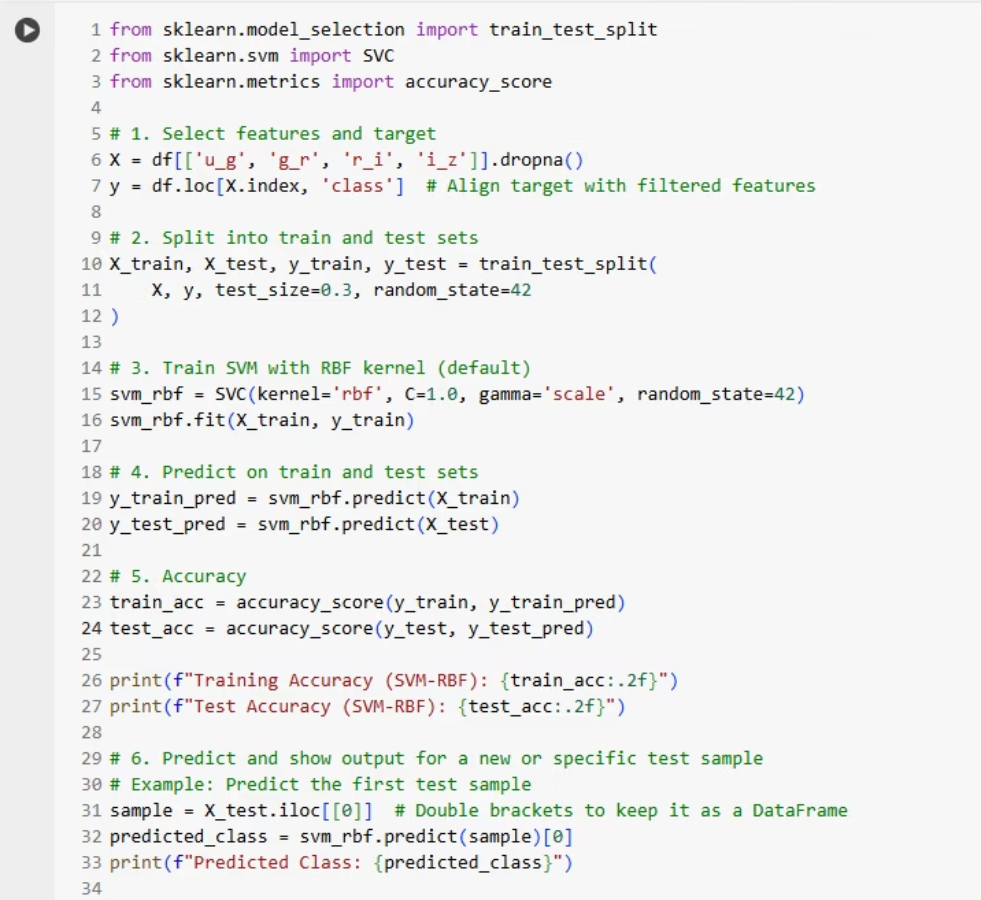 1 from sklearn.model_selection import train_test_split
2 from sklearn.svm import SVC
3 from sklearn.metrics import accuracy_score
4
5 # 1. Select features and target
6 X = df[['u_g', 'g_r', 'r_i', 'i_z']].dropna()
7 y = df.loc[X.index, 'class']  # Align target with filtered features
8
9 # 2. Split into train and test sets
10 X_train, X_test, y_train, y_test = train_test_split(
11     X, y, test_size=0.3, random_state=42
12 )
13
14 # 3. Train SVM with RBF kernel (default)
15 svm_rbf = SVC(kernel='rbf', C=1.0, gamma='scale', random_state=42)
16 svm_rbf.fit(X_train, y_train)
17
18 # 4. Predict on train and test sets
19 y_train_pred = svm_rbf.predict(X_train)
20 y_test_pred = svm_rbf.predict(X_test)
21
22 # 5. Accuracy
23 train_acc = accuracy_score(y_train, y_train_pred)
24 test_acc = accuracy_score(y_test, y_test_pred)
25
26 print(f"Training Accuracy (SVM-RBF): {train_acc:.2f}")
27 print(f"Test Accuracy (SVM-RBF): {test_acc:.2f}")
28
29 # 6. Predict and show output for a new or specific test sample
30 # Example: Predict the first test sample
31 sample = X_test.iloc[[0]]  # Double brackets to keep it as a DataFrame
32 predicted_class = svm_rbf.predict(sample)[0]
33 print(f"Predicted Class: {predicted_class}")
34